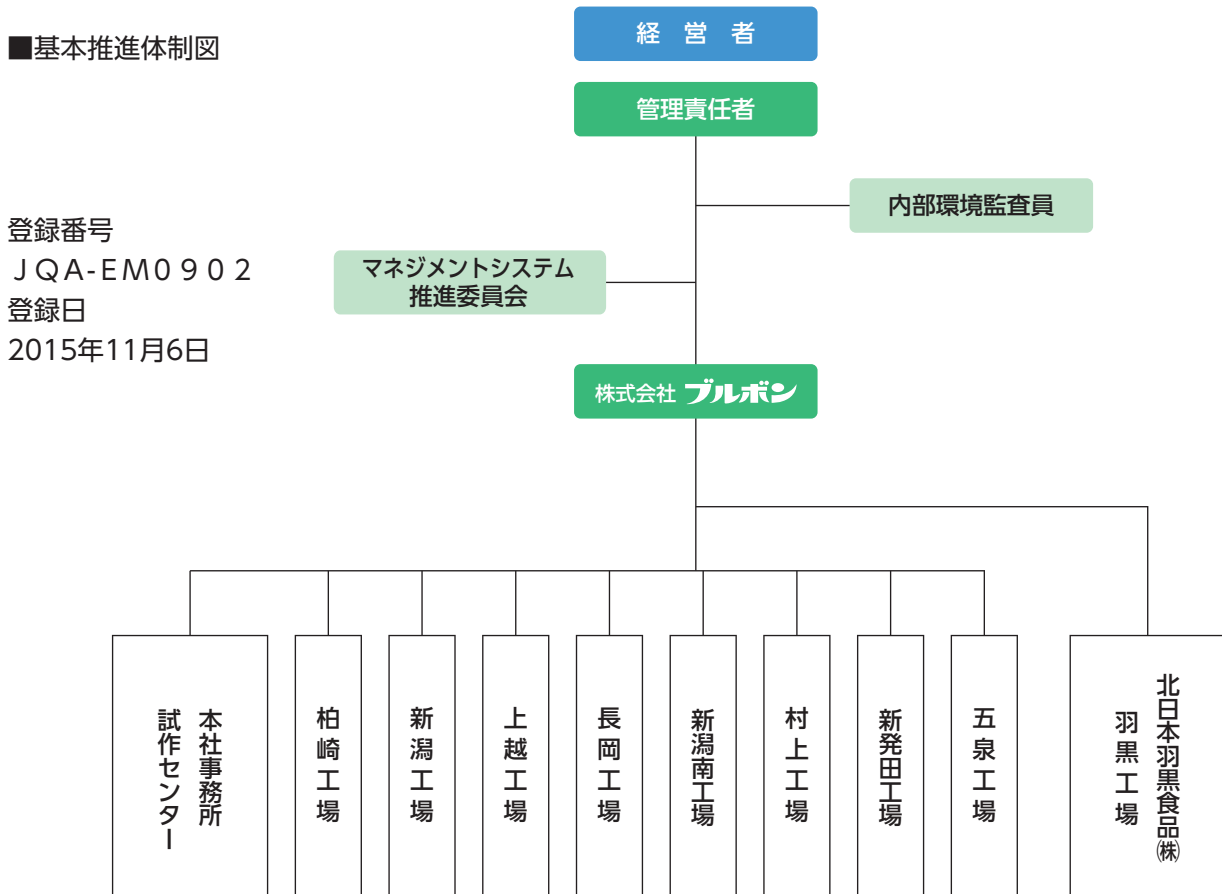 ■基本推進体制図
経営者
管理責任者
内部環境監査員
登録番号
ＪＱＡ-ＥＭ０９０２
登録日
2015年11月6日
マネジメントシステム
推進委員会
株式会社 ブルボン
本社事務所
試作センター
柏崎工場
新潟工場
上越工場
長岡工場
新潟南工場
村上工場
新発田工場
五泉工場
北日本羽黒食品㈱
羽黒工場